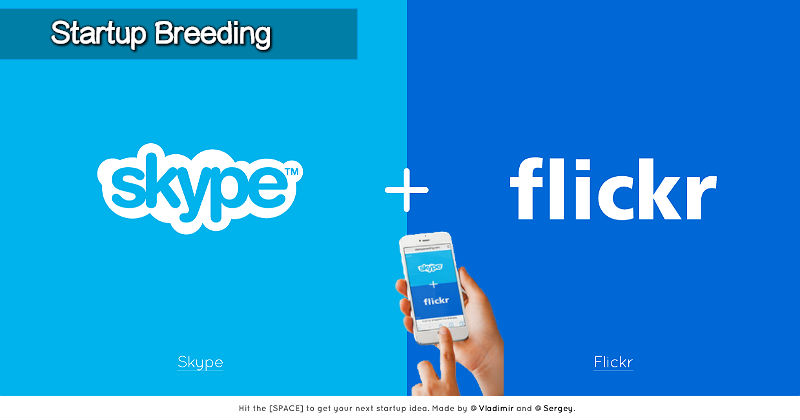 Startup Breeding
skype™
flickr
skype
flickr
Skype
Flickr
Hit the [SPACE] to get your next startup idea. Made by @ Vladimir and @ Sergey.